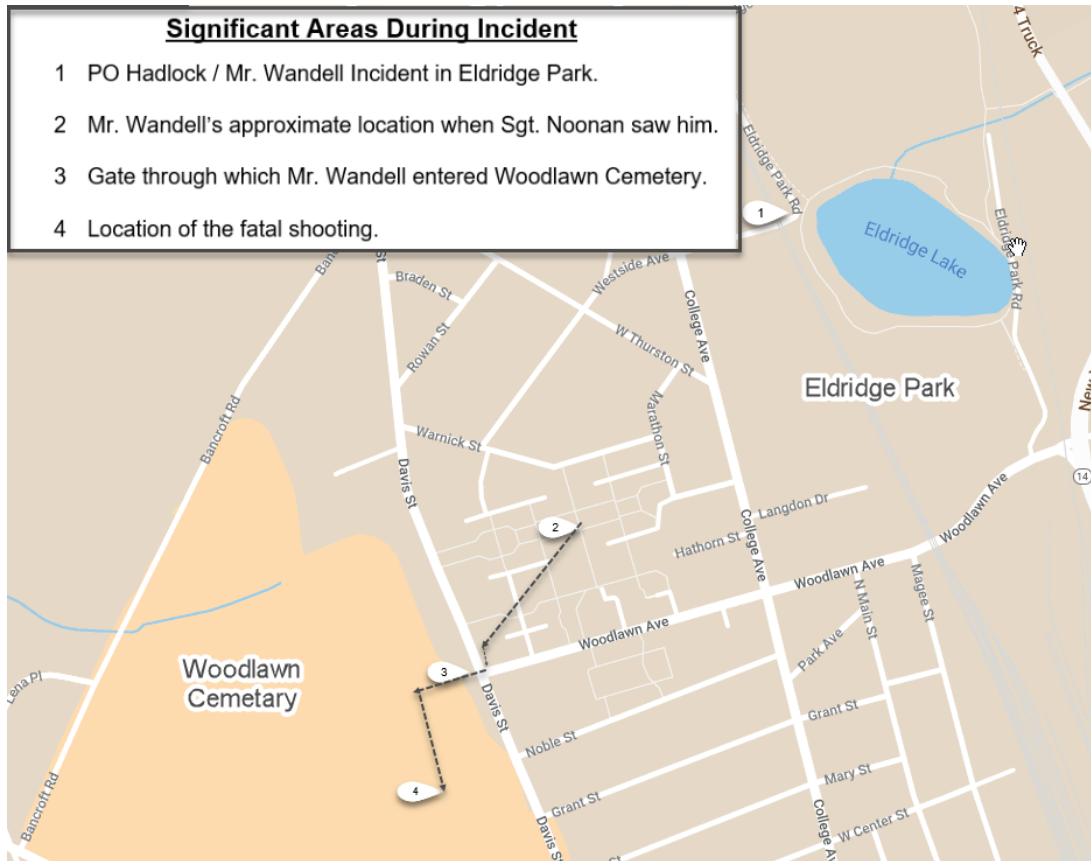 Significant Areas During Incident
1 PO Hadlock / Mr. Wandell Incident in Eldridge Park.
2 Mr. Wandell's approximate location when Sgt. Noonan saw him.
3 Gate through which Mr. Wandell entered Woodlawn Cemetery.
4 Location of the fatal shooting.
4 Truck
Eldridge Park Rd
1
Eldridge Lake
Eldridge Park Rd
St
Braden St
Westside Ave
Rowan St
College Ave
W Thurston St
Eldridge Park
Marathon St
Bancroft Rd
Warnick St
Davis St
14
Langdon Dr
College Ave
Hathorn St
Woodlawn Ave
2
Woodlawn Ave
N Main St
Magee St
Woodlawn Ave
Park Ave
Woodlawn
Cemetary
3
Lena Pl
Davis St
Noble St
Grant St
4
Mary St
Grant St
Bancroft Rd
Davis St
College Av
W Center St
St